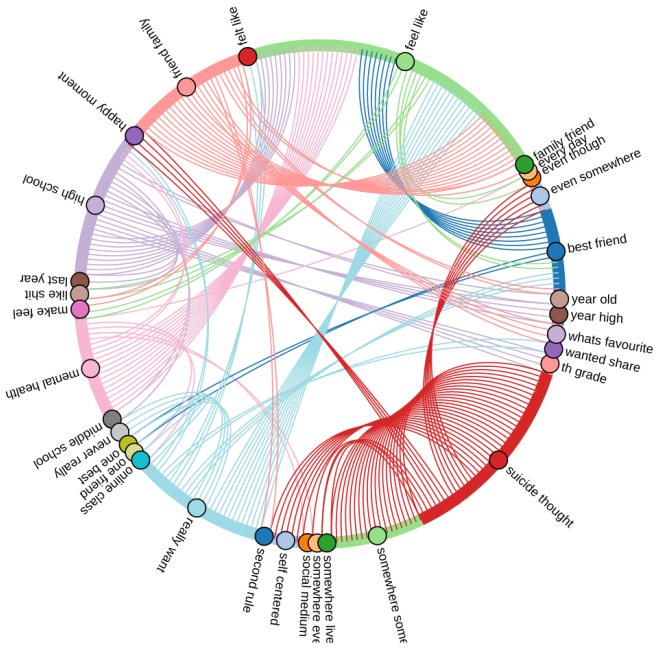 felt like
feel like
friend family
happy moment
family friend
every day
even though
even somewhere
high school
best friend
last year
like shit
make feel
year old
year high
whats favourite
wanted share
th grade
mental health
middle school
never really
one best
one friend
online class
suicide thought
really want
second rule
self centered
social medium
somewhere eve
somewhere live
somewhere some